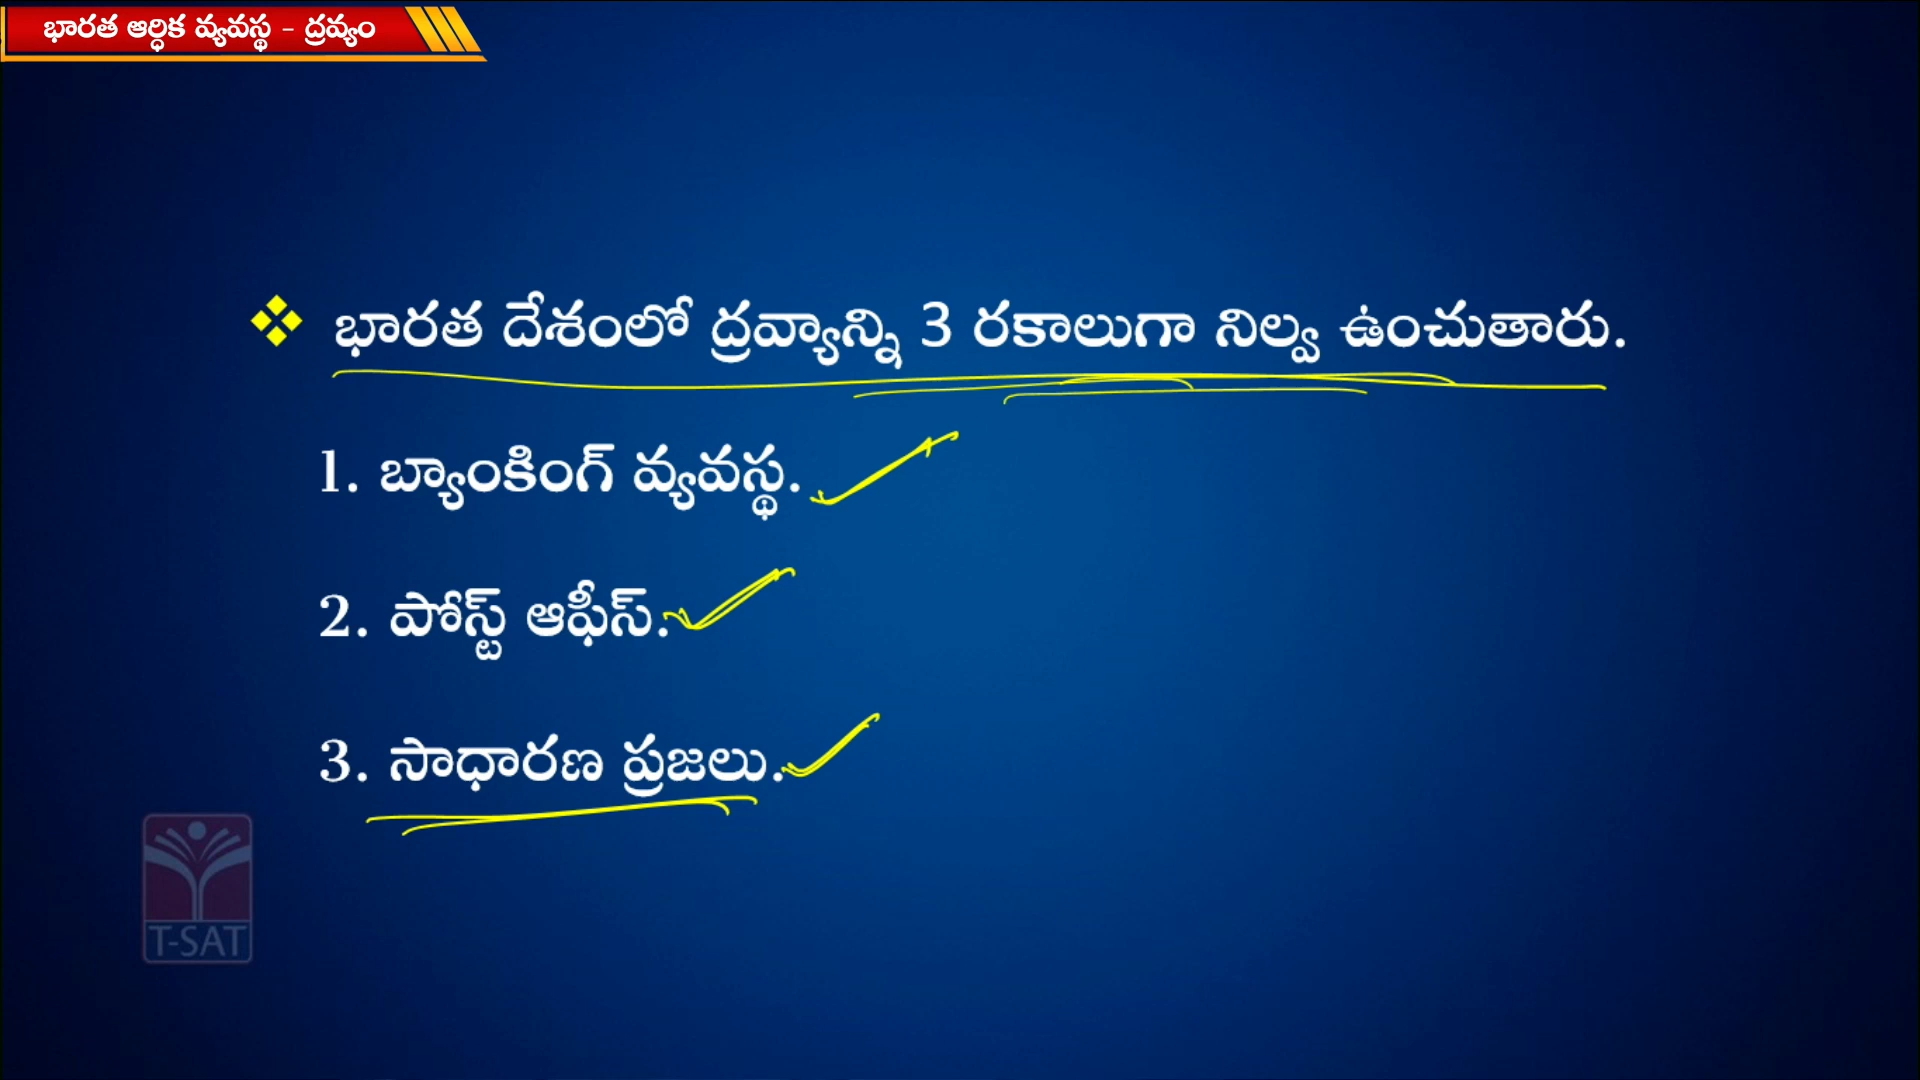 భారత ఆర్ధిక వ్యవస్థ - ద్రవ్యం
భారత దేశంలో ద్రవ్యాన్ని 3 రకాలుగా నిల్వ ఉంచుతారు.
1. బ్యాంకింగ్ వ్యవస్థ.
2. పోస్ట్ ఆఫీస్.
3. సాధారణ ప్రజలు.
T-SAT